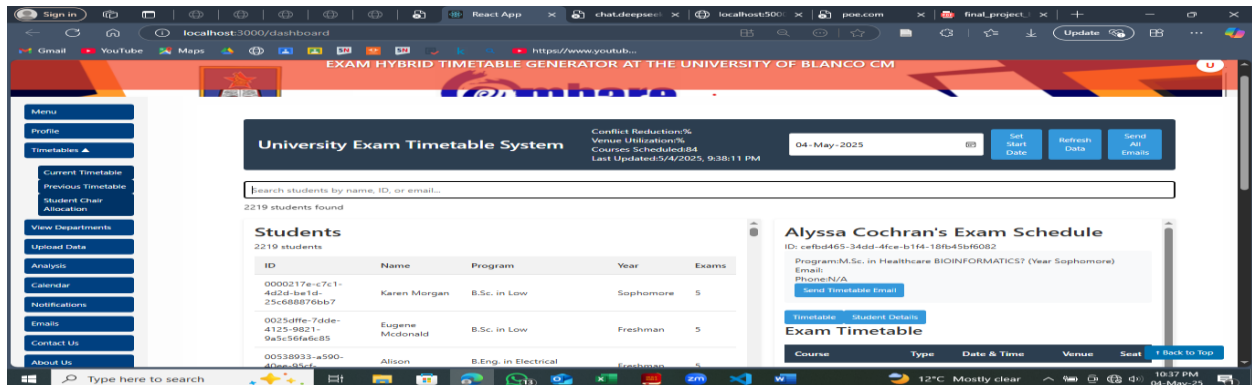 Sign in
React App
chat.deepseek
localhost:500
poe.com
final_project_
localhost:3000/dashboard
Update
Gmail
YouTube
Maps
https://www.youtub...
EXAM HYBRID TIMETABLE GENERATOR AT THE UNIVERSITY OF BLANCO CM
U
Menu
Profile
Timetables ▲
Current Timetable
Previous Timetable
Student Chair
Allocation
View Departments
Upload Data
Analysis
Calendar
Notifications
Emails
Contact Us
About Us
University Exam Timetable System
Conflict Reduction:%
Venue Utilization:%
Courses Scheduled:84
Last Updated:5/4/2025, 9:38:11 PM
04-May-2025
Set
Start
Date
Refresh
Data
Send
All
Emails
Search students by name, ID, or email...
2219 students found
Students
2219 students
ID Name Program Year Exams
0000217e-c7c1-
4d2d-be1d-
25c688876bb7
Karen Morgan B.Sc. in Low Sophomore 5
0025dffe-7dde-
4125-9821-
9a5c56fa6c85
Eugene
Mcdonald
B.Sc. in Low Freshman 5
00538933-a590-
Alison
B.Eng. in Electrical
Freshman 5
Alyssa Cochran's Exam Schedule
ID: cefbd465-34dd-4fce-b1f4-18fb45bf6082
Program:M.Sc. in Healthcare BIOINFORMATICS? (Year Sophomore)
Email:
Phone:N/A
Send Timetable Email
Timetable Student Details
Exam Timetable
Course Type Date & Time Venue Seat
↑ Back to Top
Type here to search
12°C Mostly clear
10:37 PM
04-May-25